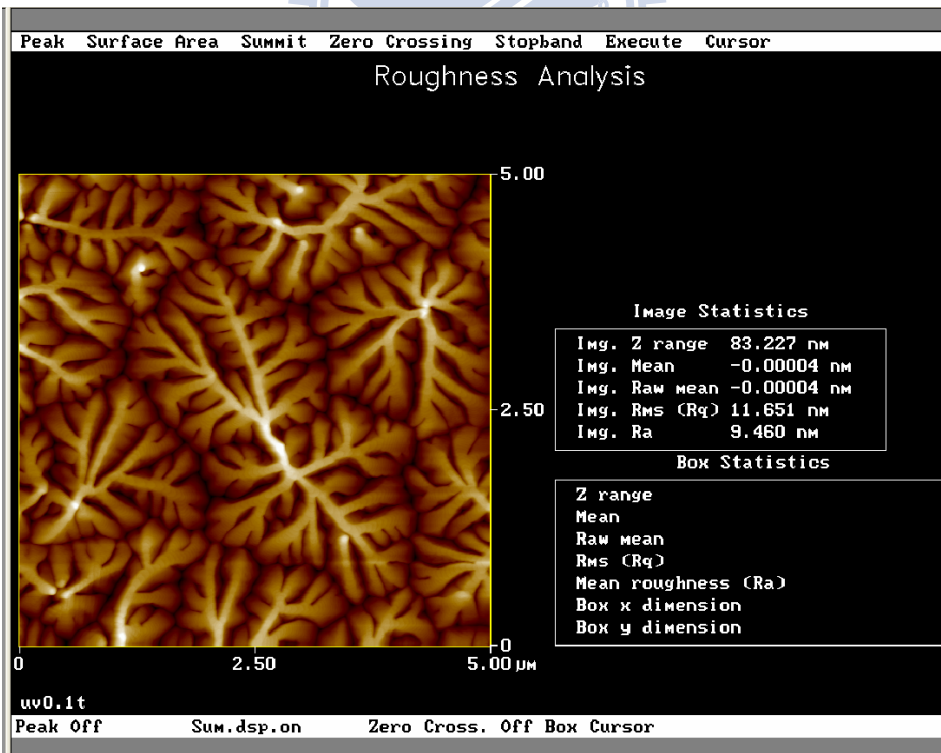 Peak Surface Area Summit Zero Crossing Stopband Execute Cursor
Roughness Analysis
5.00
2.50
0
0 2.50 5.00 µm
Image Statistics
Img. Z range 83.227 nm
Img. Mean -0.00004 nm
Img. Raw mean -0.00004 nm
Img. Rms (Rq) 11.651 nm
Img. Ra 9.460 nm
Box Statistics
Z range
Mean
Raw mean
Rms (Rq)
Mean roughness (Ra)
Box x dimension
Box y dimension
uv0.1t
Peak Off Sum.dsp.on Zero Cross. Off Box Cursor